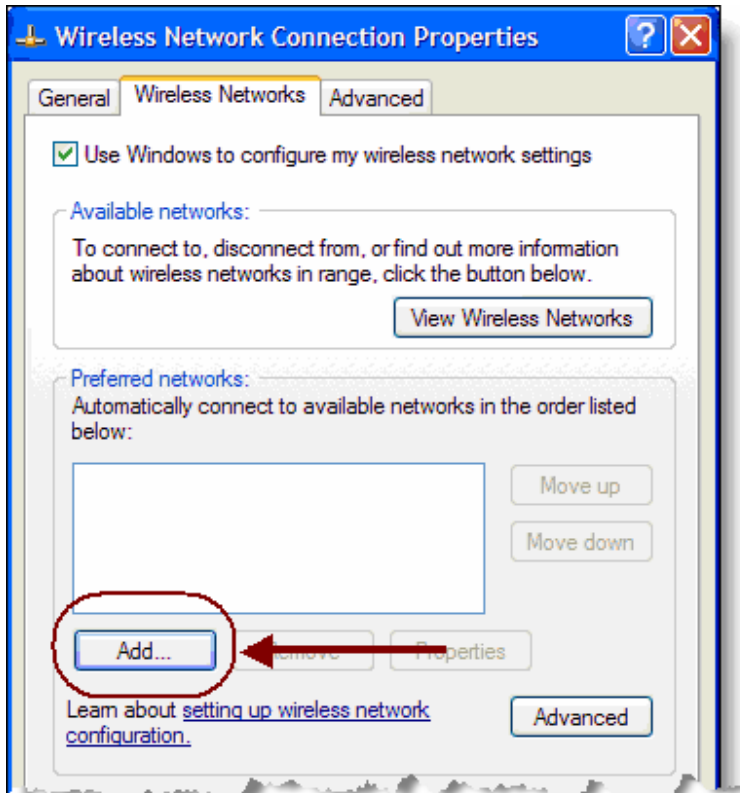 Wireless Network Connection Properties
?
General
Wireless Networks
Advanced
Use Windows to configure my wireless network settings
Available networks:
To connect to, disconnect from, or find out more information
about wireless networks in range, click the button below.
View Wireless Networks
Preferred networks:
Automatically connect to available networks in the order listed
below:
Move up
Move down
Add...
Remove
Properties
Learn about setting up wireless network
configuration.
Advanced